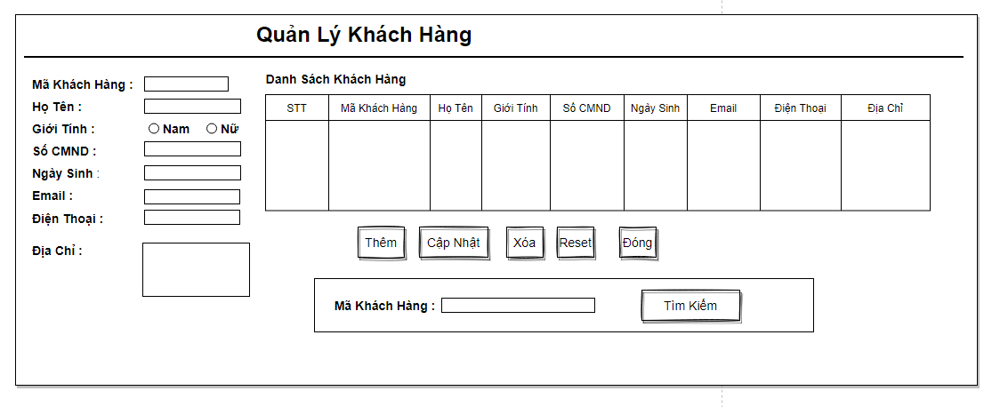 Quản Lý Khách Hàng
Mã Khách Hàng :
Họ Tên :
Giới Tính :
Nam
Nữ
Số CMND :
Ngày Sinh :
Email :
Điện Thoại :
Địa Chỉ :
Danh Sách Khách Hàng
STT Mã Khách Hàng Họ Tên Giới Tính Số CMND Ngày Sinh Email Điện Thoại Địa Chỉ
Thêm Cập Nhật Xóa Reset Đóng
Mã Khách Hàng : Tìm Kiếm